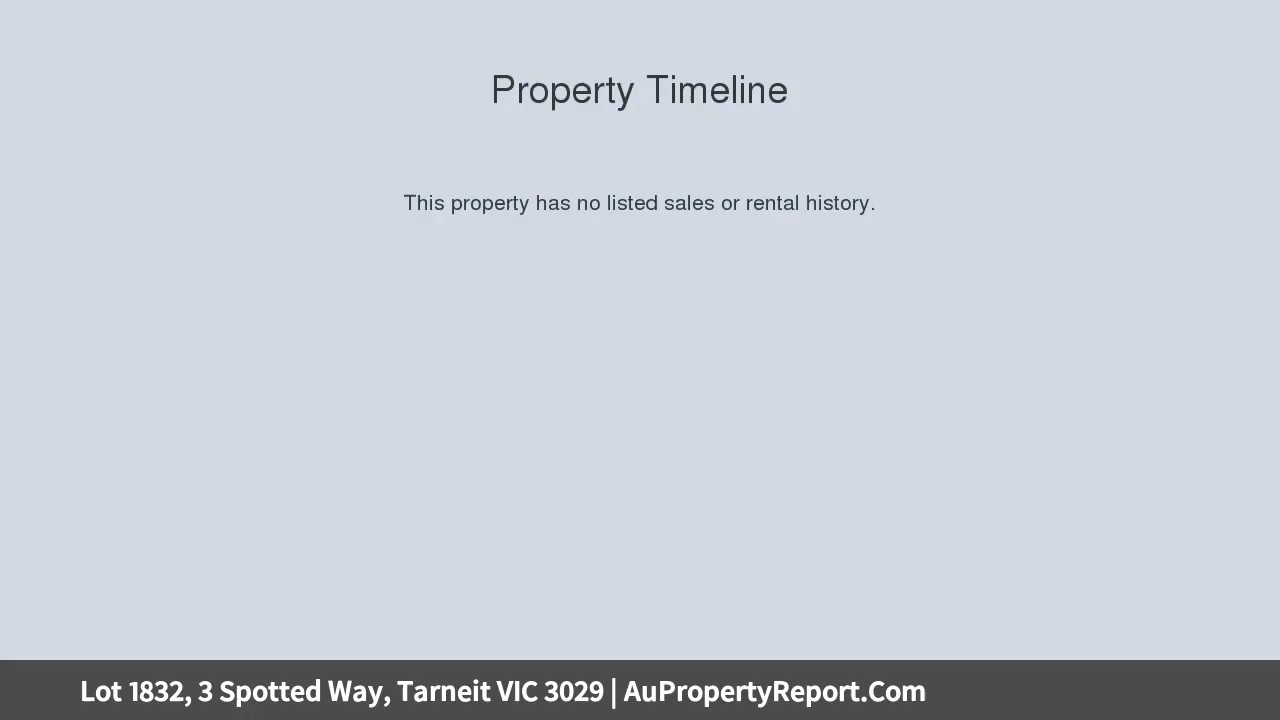 Property Timeline
This property has no listed sales or rental history.
Lot 1832, 3 Spotted Way, Tarneit VIC 3029 | AuPropertyReport.Com